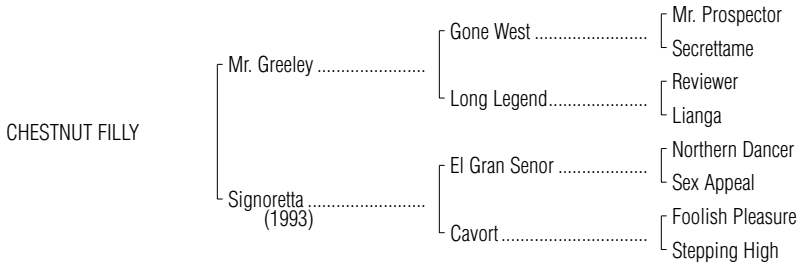 Mr. Prospector
Gone West ........................
Secrettame
Mr. Greeley .......................
Reviewer
Long Legend.....................
Lianga
CHESTNUT FILLY
Northern Dancer
El Gran Senor ...................
Sex Appeal
Signoretta .........................
(1993)
Foolish Pleasure
Cavort...............................
Stepping High